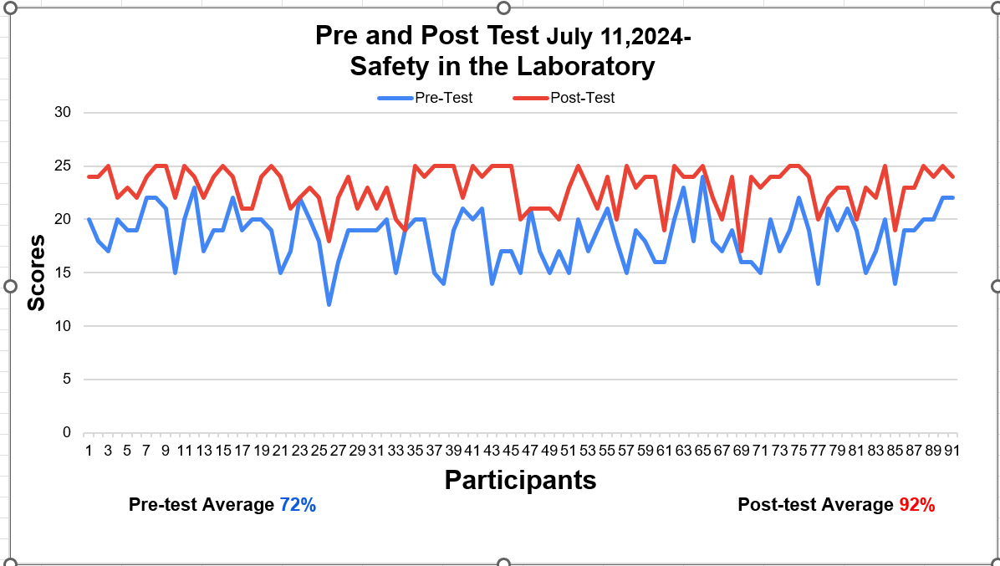 Pre and Post Test July 11,2024-
Safety in the Laboratory
Pre-Test Post-Test
30
25
20
15
10
5
0
Scores
1 3 5 7 9 11 13 15 17 19 21 23 25 27 29 31 33 35 37 39 41 43 45 47 49 51 53 55 57 59 61 63 65 67 69 71 73 75 77 79 81 83 85 87 89 91
Participants
Pre-test Average 72% Post-test Average 92%